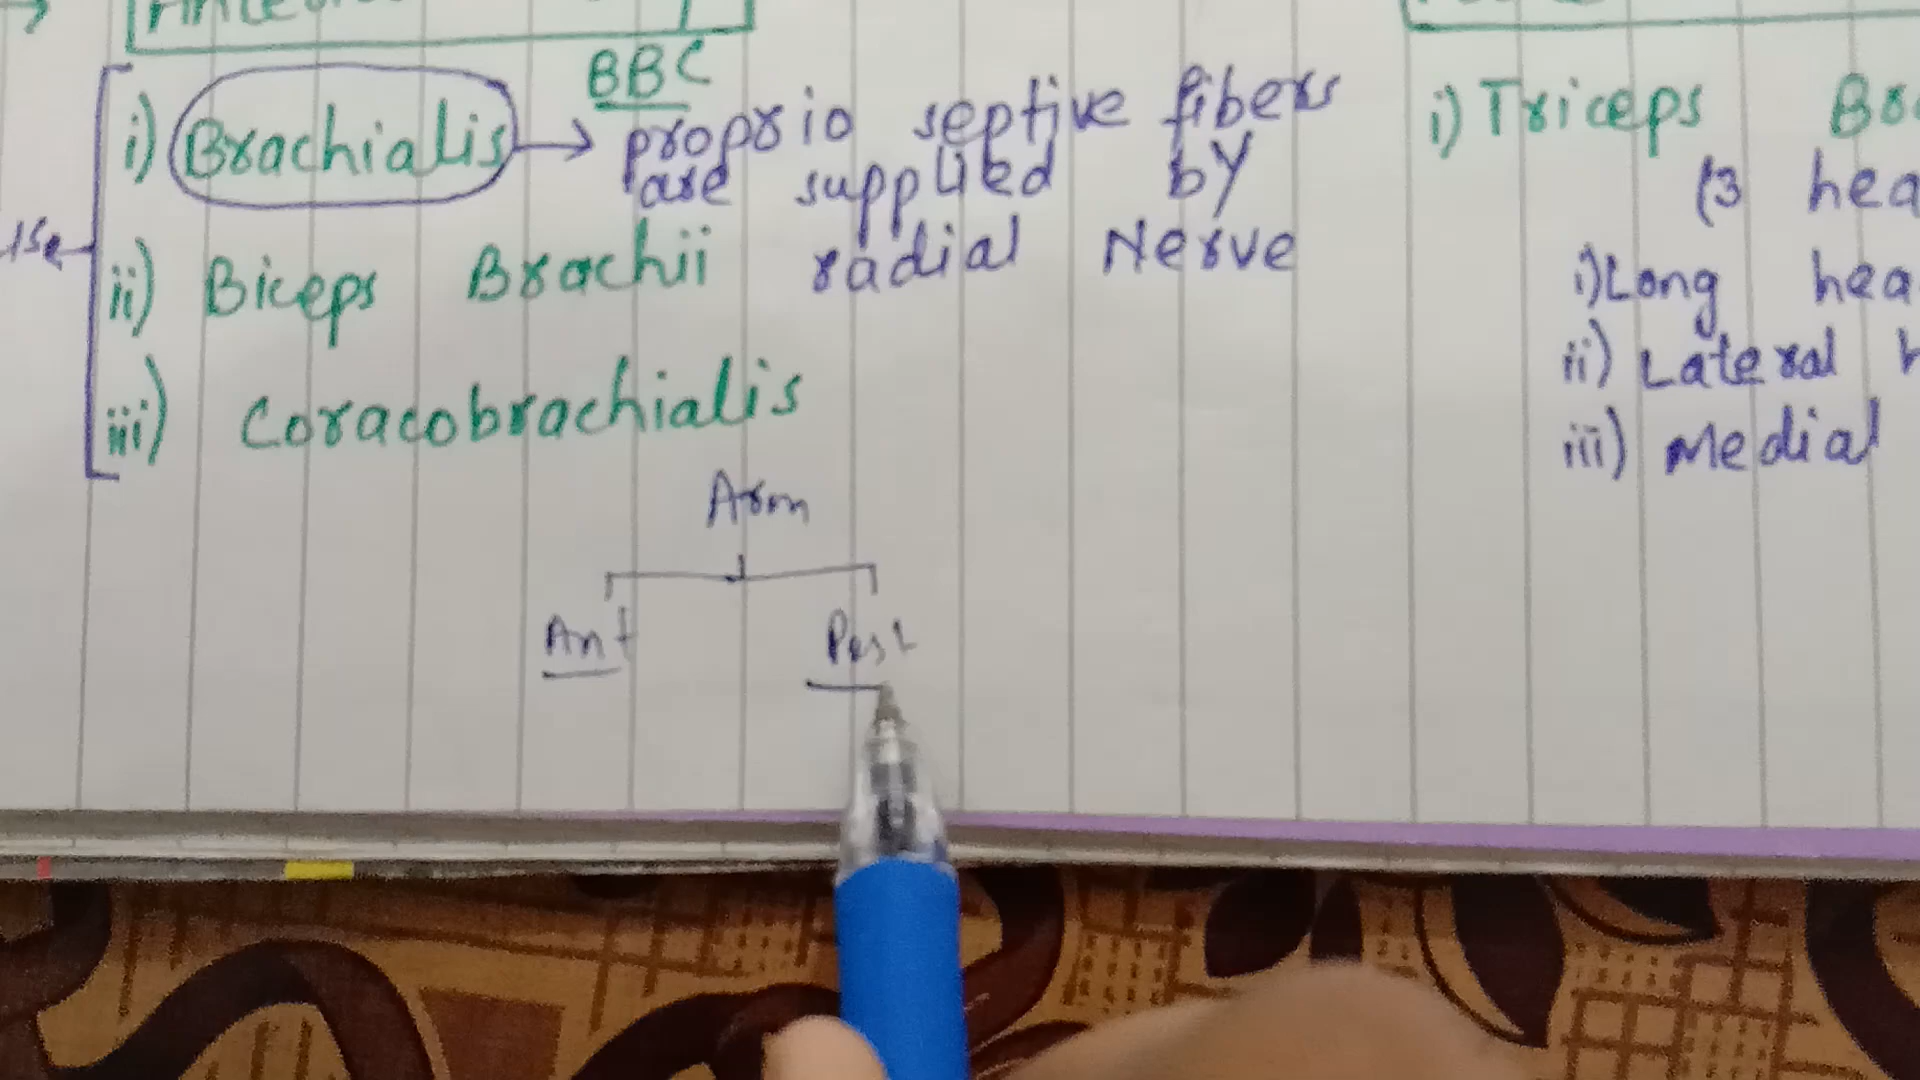 BBC
i) Brachialis → proprio septive fibers
are supplied by
ii) Biceps Brachii radial Nerve
iii) Coracobrachialis
Arm
Ant Post
i) Triceps
(3
i) Long
ii) Lateral
iii) Medial